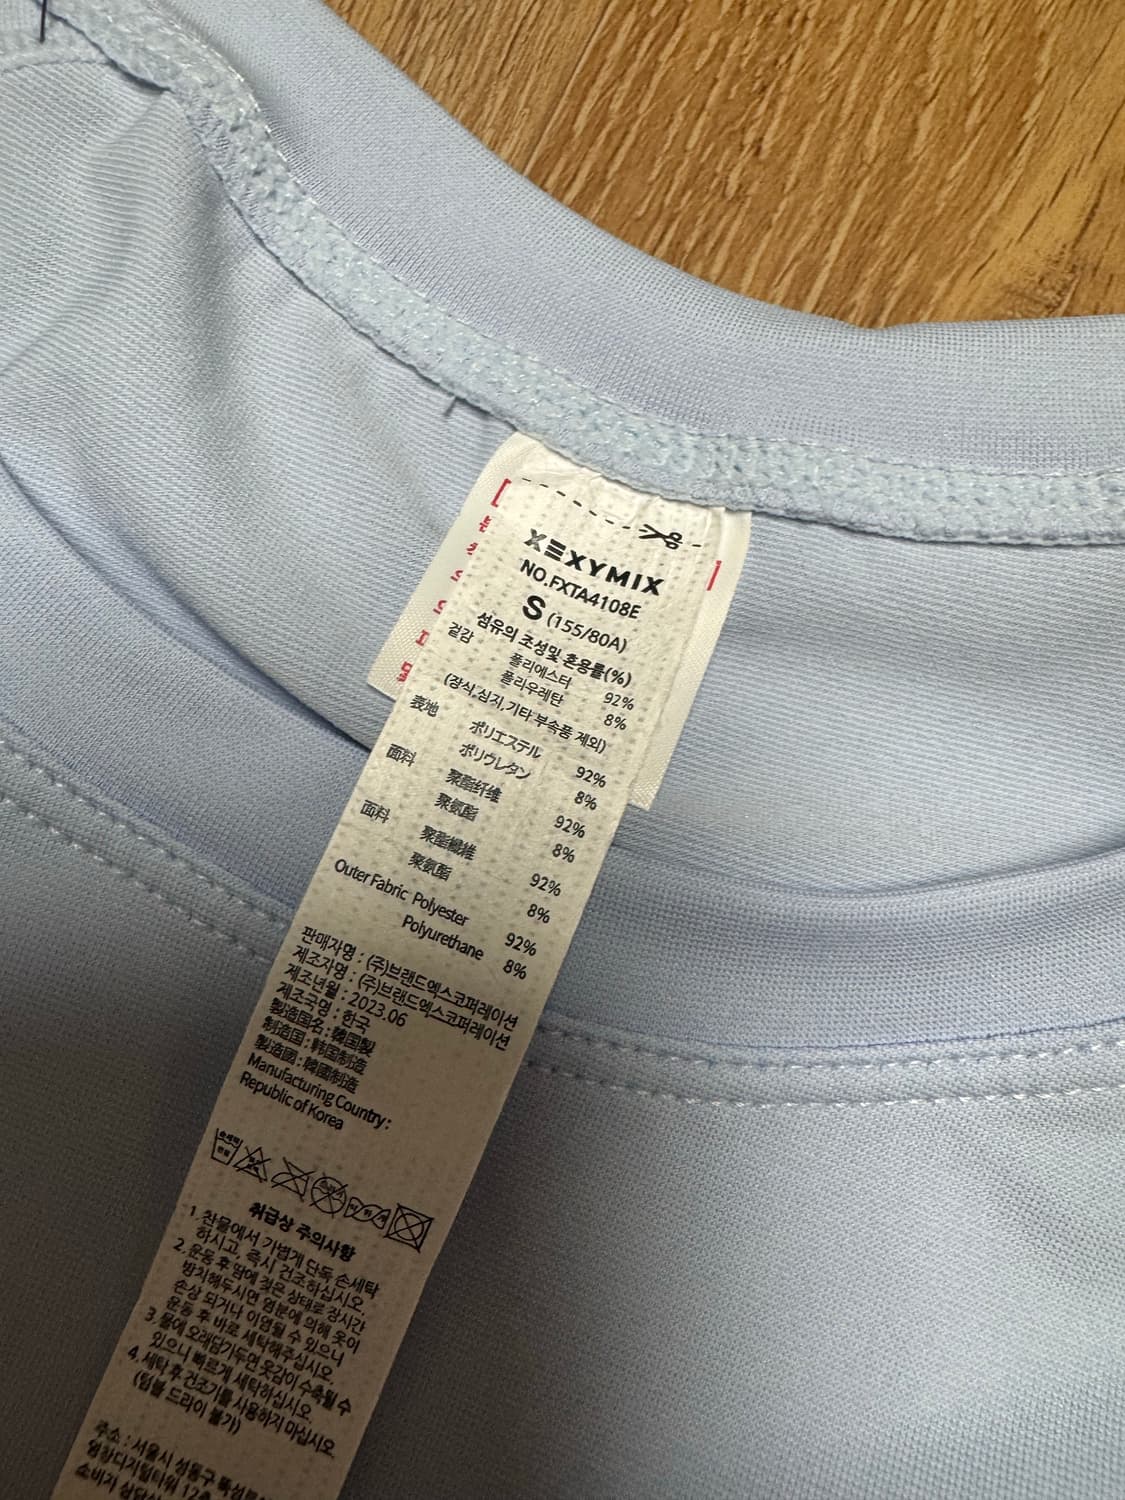 XEXYMIX
NO.FXTA4108E
S (155/80A)
섬유의 조성및 혼용률(%)
겉감 폴리에스터 92%
폴리우레탄 8%
(장식,심지,기타 부속품 제외)
表地 ポリエステル 92%
ポリウレタン 8%
面料 聚酯纤维 92%
聚氨酯 8%
面料 聚酯纖維 92%
聚氨酯 8%
Outer Fabric Polyester 92%
Polyurethane 8%
판매자명 : (주)브랜드엑스코퍼레이션
제조자명 : (주)브랜드엑스코퍼레이션
제조년월 : 2023.06
제조국명 : 한국
製造国名 : 韓国製
制造国 : 韩国制造
製造國 : 韓國制造
Manufacturing Country :
Republic of Korea
취급상 주의사항
1. 찬물에서 가볍게 단독 손세탁
하시고, 즉시 건조하십시오.
2. 운동 후 땀에 젖은 상태로 장시간
방치해두시면 염분에 의해 옷이
손상 되거나 이염될 수 있으니
운동 후 바로 세탁해주십시오.
3. 물에 오래담가두면 옷감이 수축될 수
있으니 빠르게 세탁하십시오.
4. 세탁 후 건조기를 사용하지 마십시오.
(텀블 드라이 불가)
주소 : 서울시 성동구